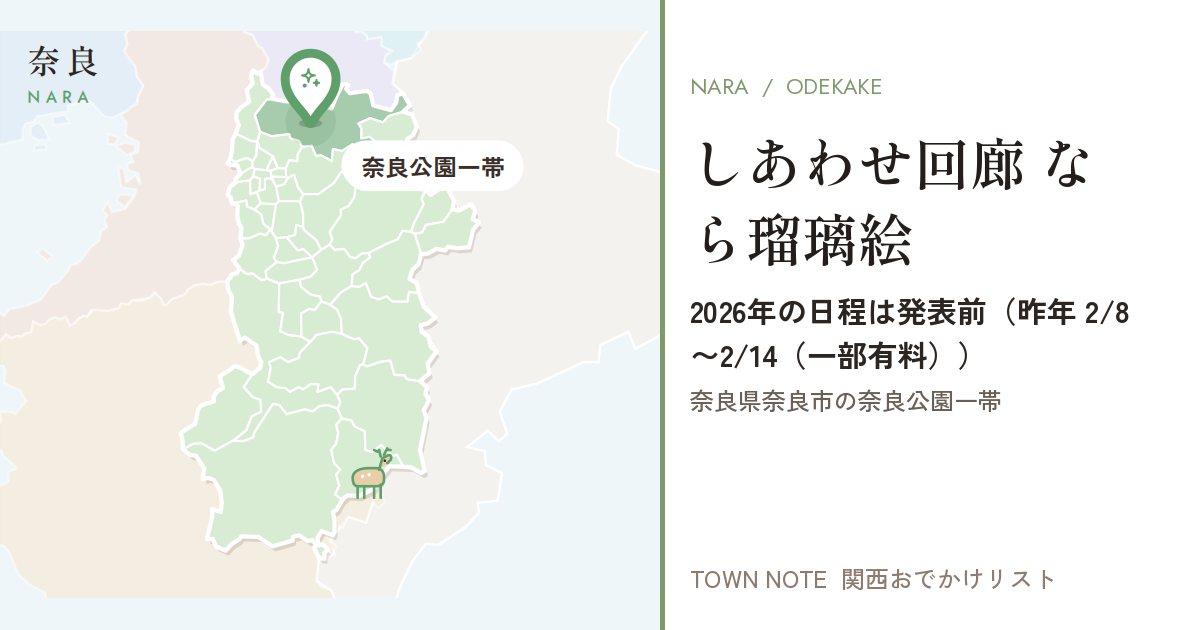 奈良
NARA
奈良公園一帯
NARA / ODEKAKE
しあわせ回廊 な
ら瑠璃絵
2026年の日程は発表前（昨年 2/8
〜2/14（一部有料））
奈良県奈良市の奈良公園一帯
TOWN NOTE 関西おでかけリスト